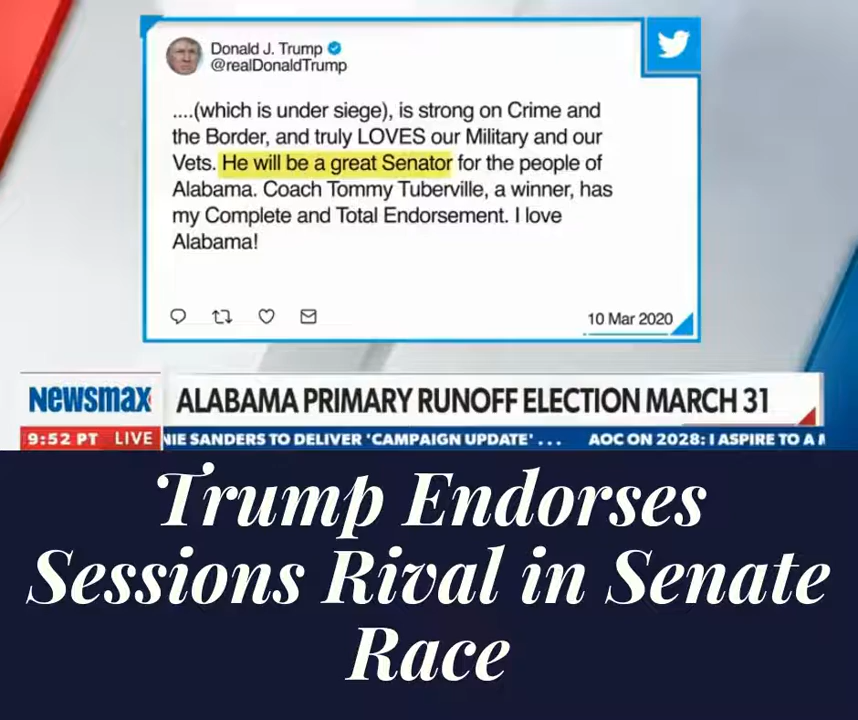 Donald J. Trump
@realDonaldTrump
....(which is under siege), is strong on Crime and
the Border, and truly LOVES our Military and our
Vets. He will be a great Senator for the people of
Alabama. Coach Tommy Tuberville, a winner, has
my Complete and Total Endorsement. I love
Alabama!
10 Mar 2020
Newsmax
ALABAMA PRIMARY RUNOFF ELECTION MARCH 31
9:52 PT LIVE
SANDERS TO DELIVER 'CAMPAIGN UPDATE' . . . AOC ON 2028: I ASPIRE TO A
Trump Endorses
Sessions Rival in Senate
Race